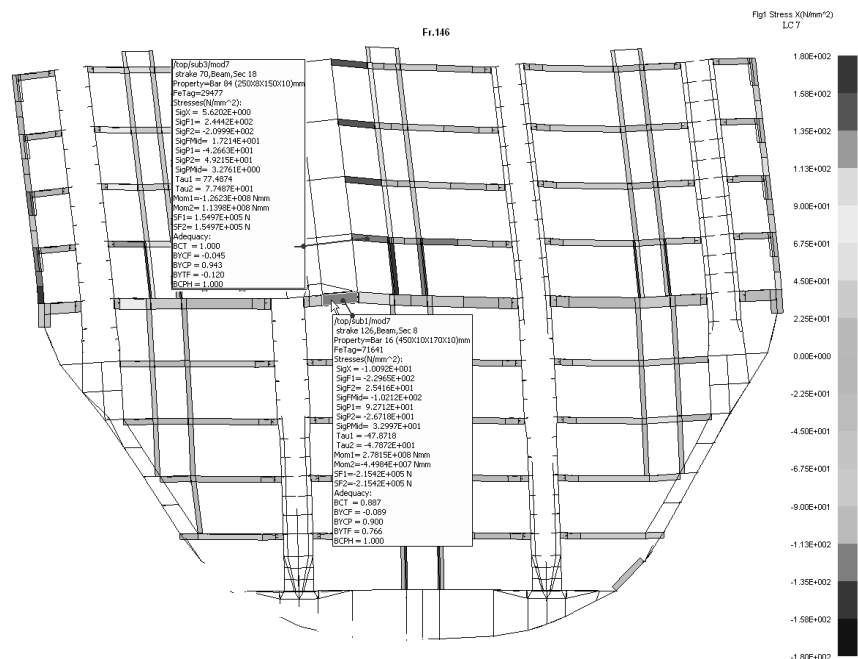 Flg1 Stress X(N/mm^2)
LC 7
Fr.146
/top/sub3/mod7
strake 70,Beam,Sec 18
Property=Bar 84 (250X8X150X10)mm
FeTag=29477
Stresses(N/mm^2):
SigX = 5.6202E+000
SigF1= 2.4442E+002
SigF2= -2.0999E+002
SigFMid= 1.7214E+001
SigP1= -4.2663E+001
SigP2= 4.9215E+001
SigPMid= 3.2761E+000
Tau1 = 77.4874
Tau2 = 7.7487E+001
Mom1=-1.2623E+008 Nmm
Mom2= 1.1398E+008 Nmm
SF1= 1.5497E+005 N
SF2= 1.5497E+005 N
Adequacy:
BCT = 1.000
BYCF = -0.045
BYCP = 0.943
BYTF = -0.120
BCPH = 1.000
/top/sub1/mod7
strake 126,Beam,Sec 8
Property=Bar 16 (450X10X170X10)mm
FeTag=71641
Stresses(N/mm^2):
SigX = -1.0092E+001
SigF1= -2.2965E+002
SigF2= 2.5416E+001
SigFMid= -1.0212E+002
SigP1= 9.2712E+001
SigP2= -2.6718E+001
SigPMid= 3.2997E+001
Tau1 = -47.8718
Tau2 = -4.7872E+001
Mom1= 2.7815E+008 Nmm
Mom2=-4.4984E+007 Nmm
SF1=-2.1542E+005 N
SF2=-2.1542E+005 N
Adequacy:
BCT = 0.887
BYCF = -0.089
BYCP = 0.900
BYTF = 0.766
BCPH = 1.000
1.80E+002
1.58E+002
1.35E+002
1.13E+002
9.00E+001
6.75E+001
4.50E+001
2.25E+001
0.00E+000
-2.25E+001
-4.50E+001
-6.75E+001
-9.00E+001
-1.13E+002
-1.35E+002
-1.58E+002
-1.80E+002